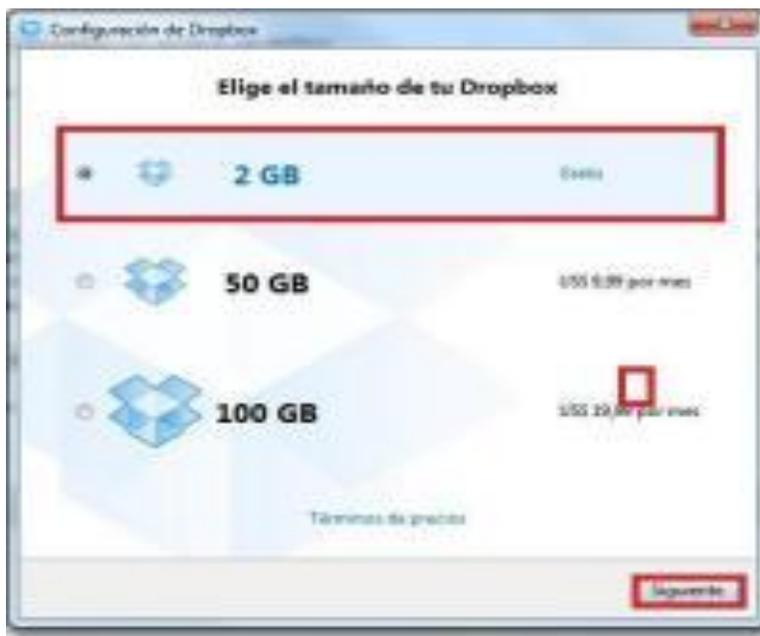 Configuración de Dropbox
Elige el tamaño de tu Dropbox
2 GB Gratis
50 GB US$ 9,99 por mes
100 GB US$ 19,99 por mes
Términos de precios
Siguiente